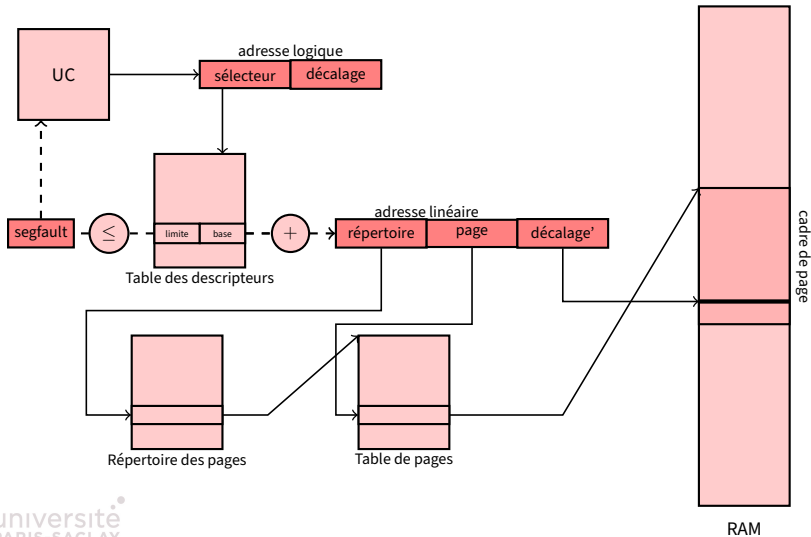 adresse logique
UC
sélecteur
décalage
segfault
≤
limite
base
+
Table des descripteurs
adresse linéaire
répertoire
page
décalage’
cadre de page
Répertoire des pages
Table de pages
RAM
université
PARIS-SACLAY